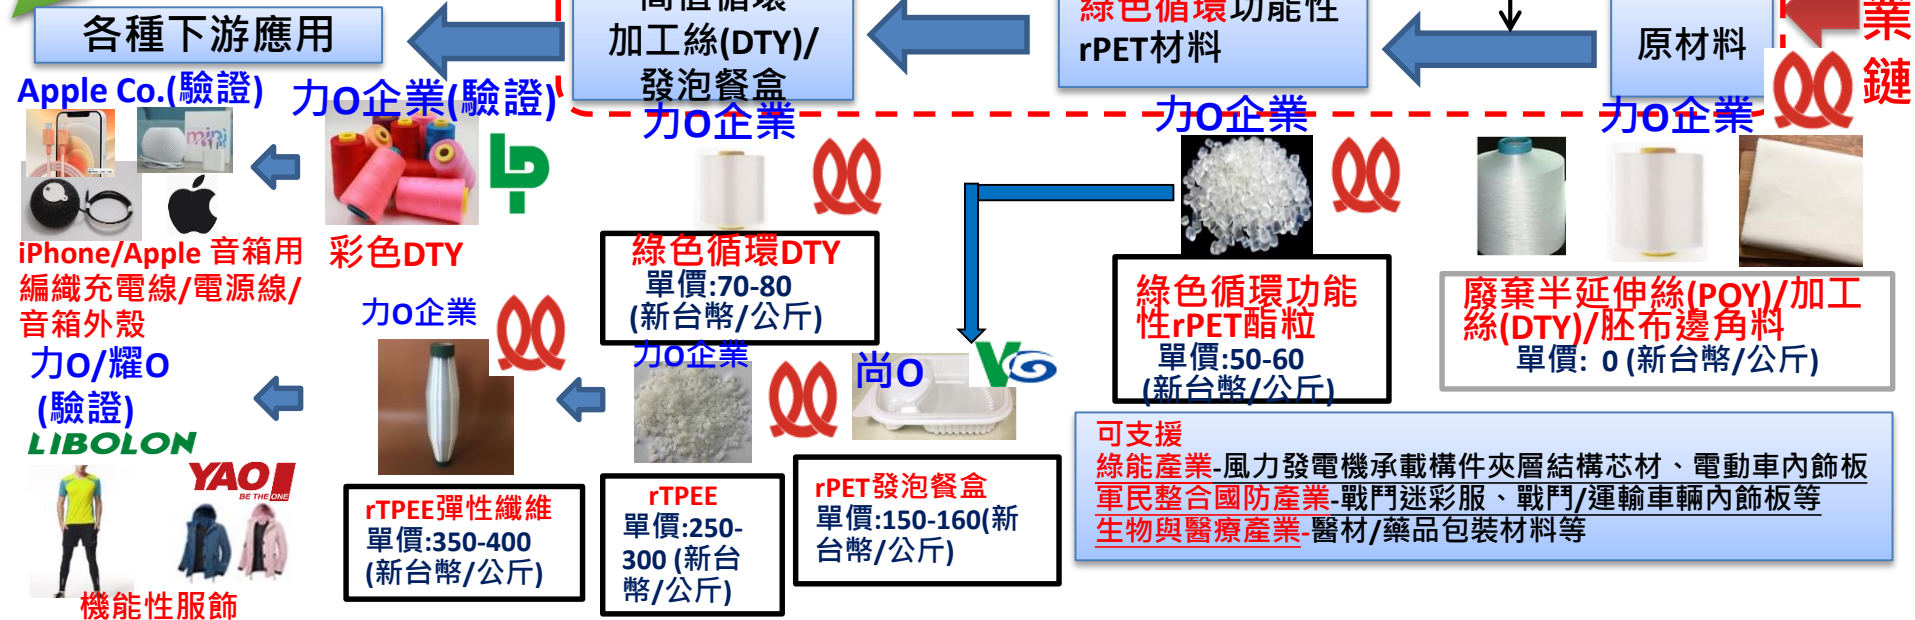 各種下游應用
高值循環
加工絲(DTY)/
發泡餐盒
綠色循環功能性
rPET材料
原材料
業
鏈
Apple Co.(驗證)
力O企業(驗證)
力O企業
力O企業
力O企業
mini
LP
iPhone/Apple 音箱用
編織充電線/電源線/
音箱外殼
彩色DTY
綠色循環DTY
單價:70-80
(新台幣/公斤)
綠色循環功能
性rPET酯粒
單價:50-60
(新台幣/公斤)
廢棄半延伸絲(POY)/加工
絲(DTY)/胚布邊角料
單價: 0 (新台幣/公斤)
力O/耀O
(驗證)
力O企業
力O企業
尚O
LIBOLON
YAO!
BE THE ONE
機能性服飾
rTPEE彈性纖維
單價:350-400
(新台幣/公斤)
rTPEE
單價:250-
300 (新台
幣/公斤)
rPET發泡餐盒
單價:150-160(新
台幣/公斤)
可支援
綠能產業-風力發電機承載構件夾層結構芯材、電動車內飾板
軍民整合國防產業-戰鬥迷彩服、戰鬥/運輸車輛內飾板等
生物與醫療產業-醫材/藥品包裝材料等